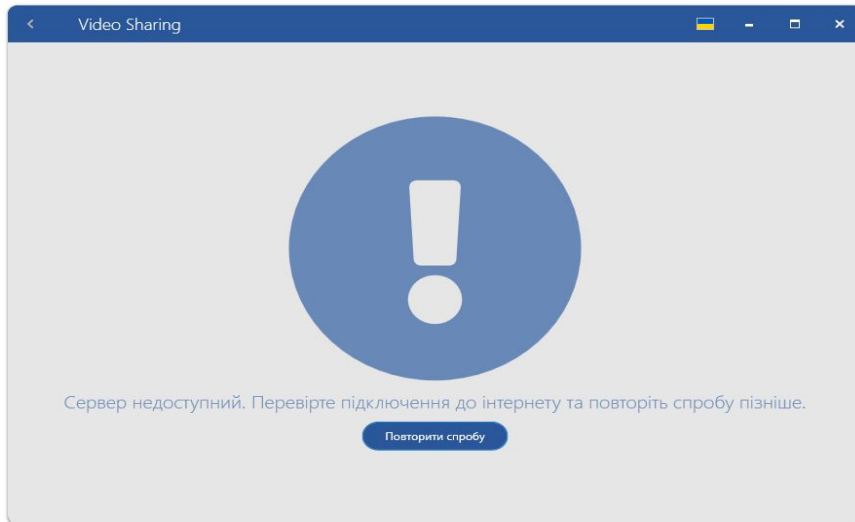 Video Sharing
Сервер недоступний. Перевірте підключення до інтернету та повторіть спробу пізніше.
Повторити спробу